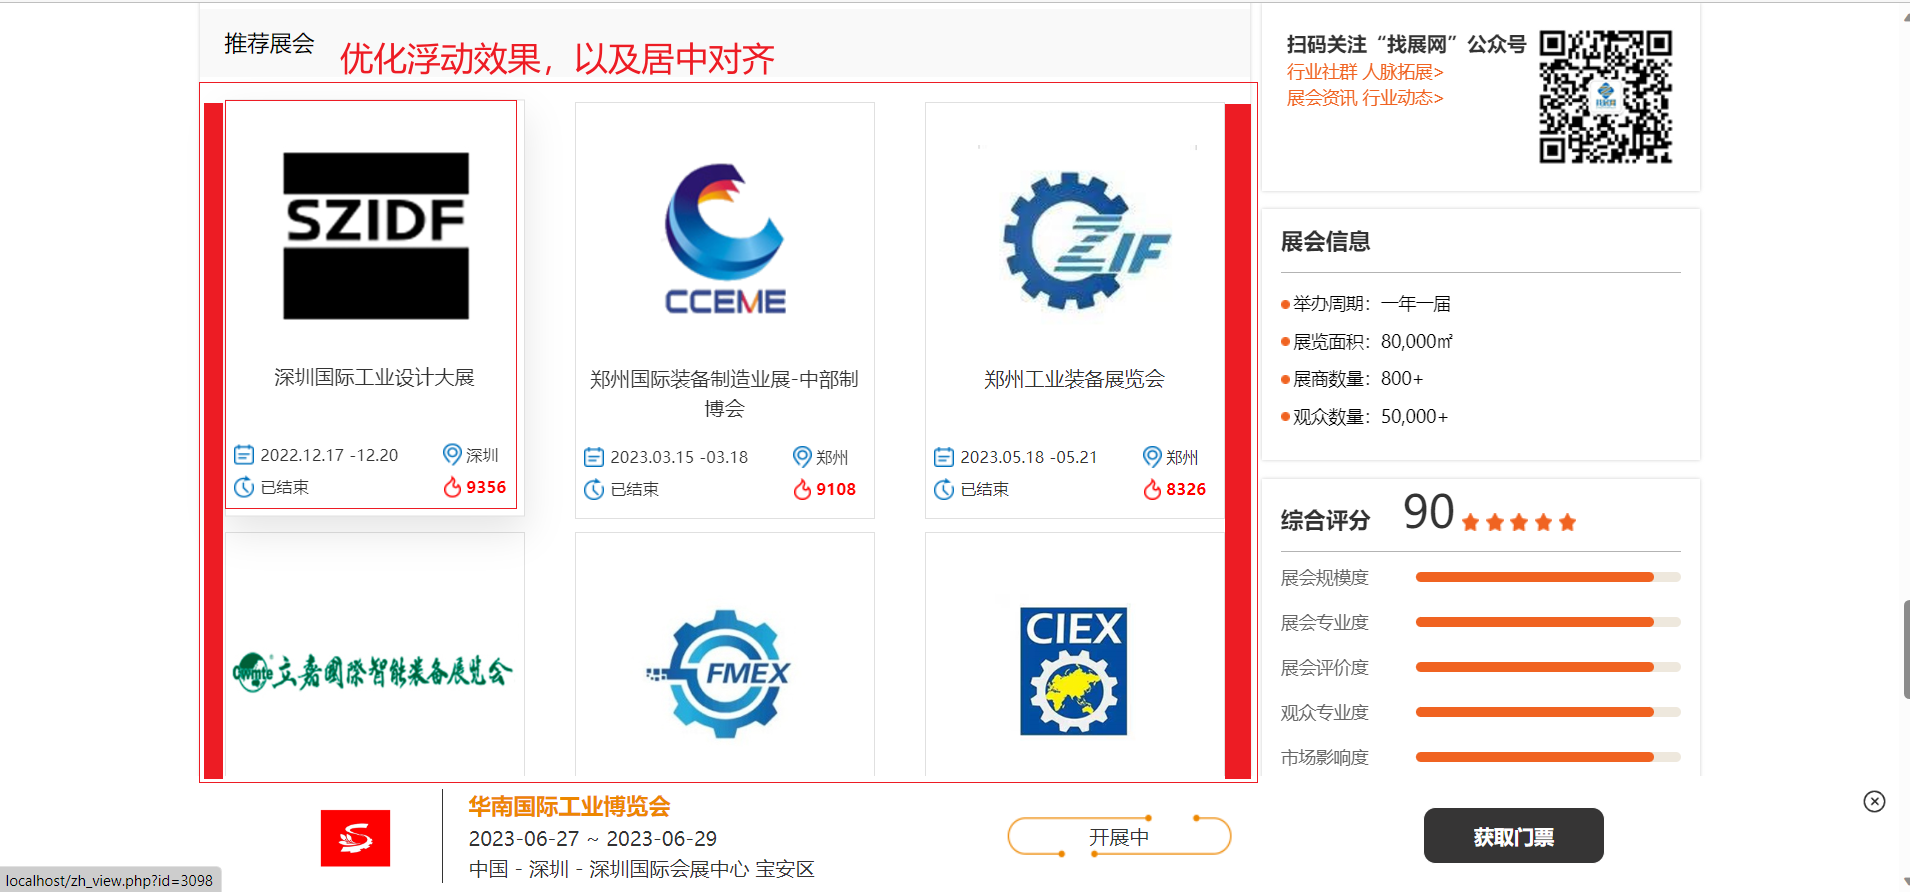 推荐展会
优化浮动效果，以及居中对齐
SZIDF
深圳国际工业设计大展
2022.12.17 -12.20
深圳
已结束
9356
CCEME
郑州国际装备制造业展-中部制
博会
2023.03.15 -03.18
郑州
已结束
9108
ZIF
郑州工业装备展览会
2023.05.18 -05.21
郑州
已结束
8326
立嘉國際智能装备展览会
FMEX
CIEX
扫码关注“找展网”公众号
行业社群 人脉拓展>
展会资讯 行业动态>
展会信息
举办周期：一年一届
展览面积：80,000㎡
展商数量：800+
观众数量：50,000+
综合评分 90
展会规模度
展会专业度
展会评价度
观众专业度
市场影响度
华南国际工业博览会
2023-06-27 ~ 2023-06-29
中国 - 深圳 - 深圳国际会展中心 宝安区
开展中
获取门票
localhost/zh_view.php?id=3098